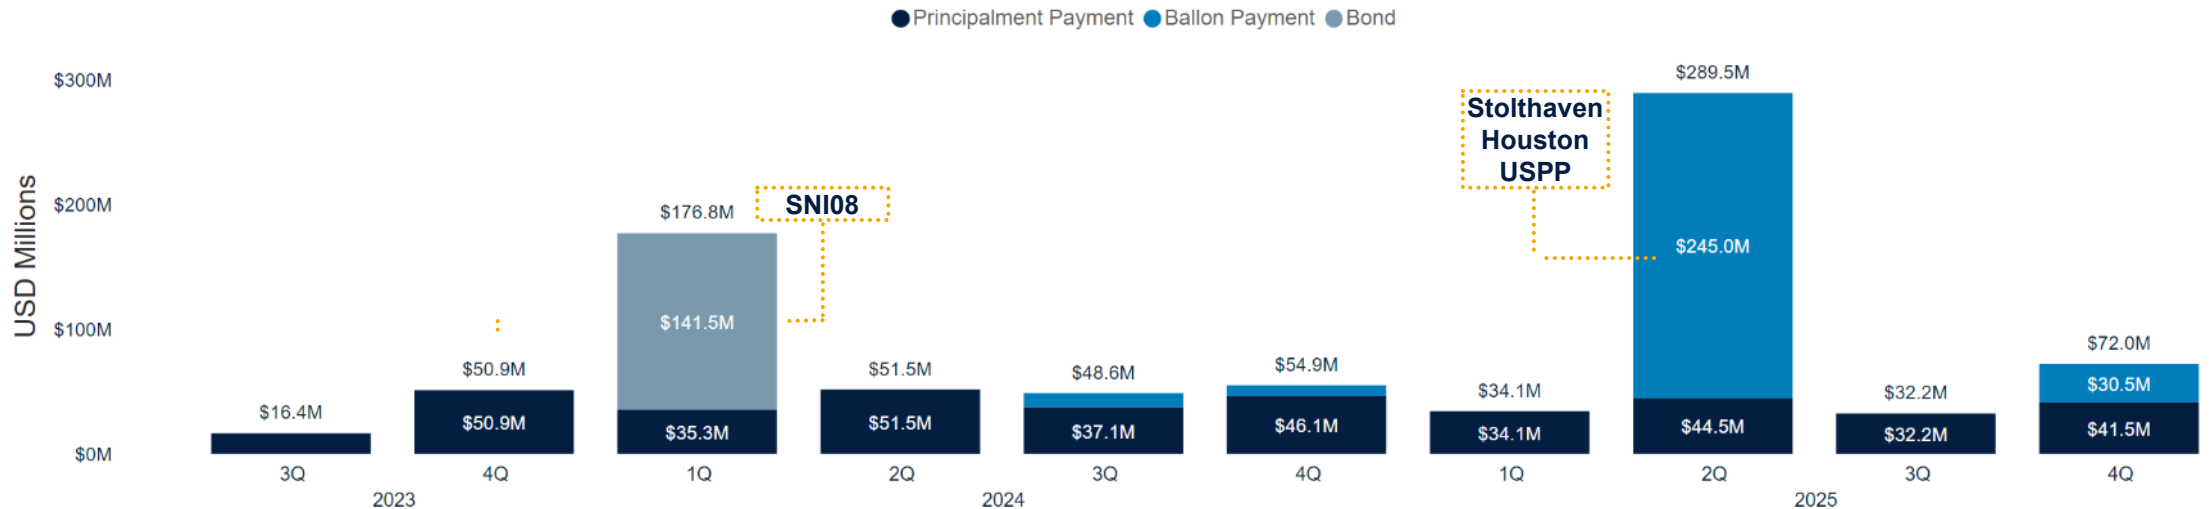 Principalment Payment Ballon Payment Bond
USD Millions
$300M
$200M
$100M
$0M
$16.4M
$50.9M
$50.9M
$176.8M
$141.5M
$35.3M
SNI08
$51.5M
$51.5M
$48.6M
$37.1M
$54.9M
$46.1M
$34.1M
$34.1M
Stolthaven
Houston
USPP
$289.5M
$245.0M
$44.5M
$32.2M
$32.2M
$72.0M
$30.5M
$41.5M
3Q 4Q 1Q 2Q 3Q 4Q 1Q 2Q 3Q 4Q
2023 2024 2025